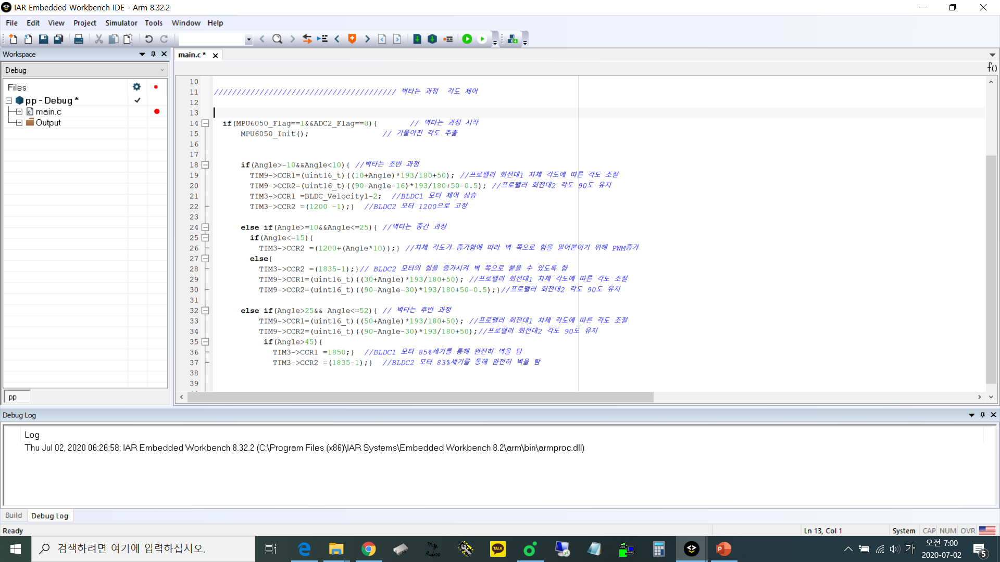 IAR Embedded Workbench IDE - Arm 8.32.2
File Edit View Project Simulator Tools Window Help
Workspace
main.c *
Debug
f()
Files
pp - Debug *
main.c
Output
10
11 //////////////////////////////////////// 벽타는 과정  각도 제어
12
13
14 if(MPU6050_Flag==1&&ADC2_Flag==0){ // 벽타는 과정 시작
15 MPU6050_Init(); // 기울어진 각도 추출
16
17
18 if(Angle>-10&&Angle<10){ //벽타는 초반 과정
19 TIM9->CCR1=(uint16_t)((10+Angle)*193/180+50); //프로펠러 회전대1 차체 각도에 따른 각도 조절
20 TIM9->CCR2=(uint16_t)((90-Angle-16)*193/180+50-0.5); //프로펠러 회전대2 각도 90도 유지
21 TIM3->CCR1 =BLDC_Velocity1-2; //BLDC1 모터 제어 상승
22 TIM3->CCR2 =(1200 -1);} //BLDC2 모터 1200으로 고정
23
24 else if(Angle>=10&&Angle<=25){ //벽타는 중간 과정
25 if(Angle<=15){
26 TIM3->CCR2 =(1200+(Angle*10));} //차체 각도가 증가함에 따라 벽 쪽으로 힘을 밀어붙이기 위해 PWM증가
27 else{
28 TIM3->CCR2 =(1835-1);}// BLDC2 모터의 힘을 증가시켜 벽 쪽으로 붙을 수 있도록 함
29 TIM9->CCR1=(uint16_t)((30+Angle)*193/180+50); //프로펠러 회전대1 차체 각도에 따른 각도 조절
30 TIM9->CCR2=(uint16_t)((90-Angle-30)*193/180+50-0.5);}//프로펠러 회전대2 각도 90도 유지
31
32 else if(Angle>25&& Angle<=52){ // 벽타는 후반 과정
33 TIM9->CCR1=(uint16_t)((50+Angle)*193/180+50); //프로펠러 회전대1 차체 각도에 따른 각도 조절
34 TIM9->CCR2=(uint16_t)((90-Angle-30)*193/180+50);//프로펠러 회전대2 각도 90도 유지
35 if(Angle>45){
36 TIM3->CCR1 =1850;} //BLDC1 모터 85%세기를 통해 완전히 벽을 탐
37 TIM3->CCR2 =(1835-1);} //BLDC2 모터 83%세기를 통해 완전히 벽을 탐
38
39
pp
Debug Log
Log
Thu Jul 02, 2020 06:26:58: IAR Embedded Workbench 8.32.2 (C:\Program Files (x86)\IAR Systems\Embedded Workbench 8.2\arm\bin\armproc.dll)
Build Debug Log
Ready Ln 13, Col 1 System CAP NUM OVR
검색하려면 여기에 입력하십시오.
My Robot
TALK
가
오전 7:00
2020-07-02
5